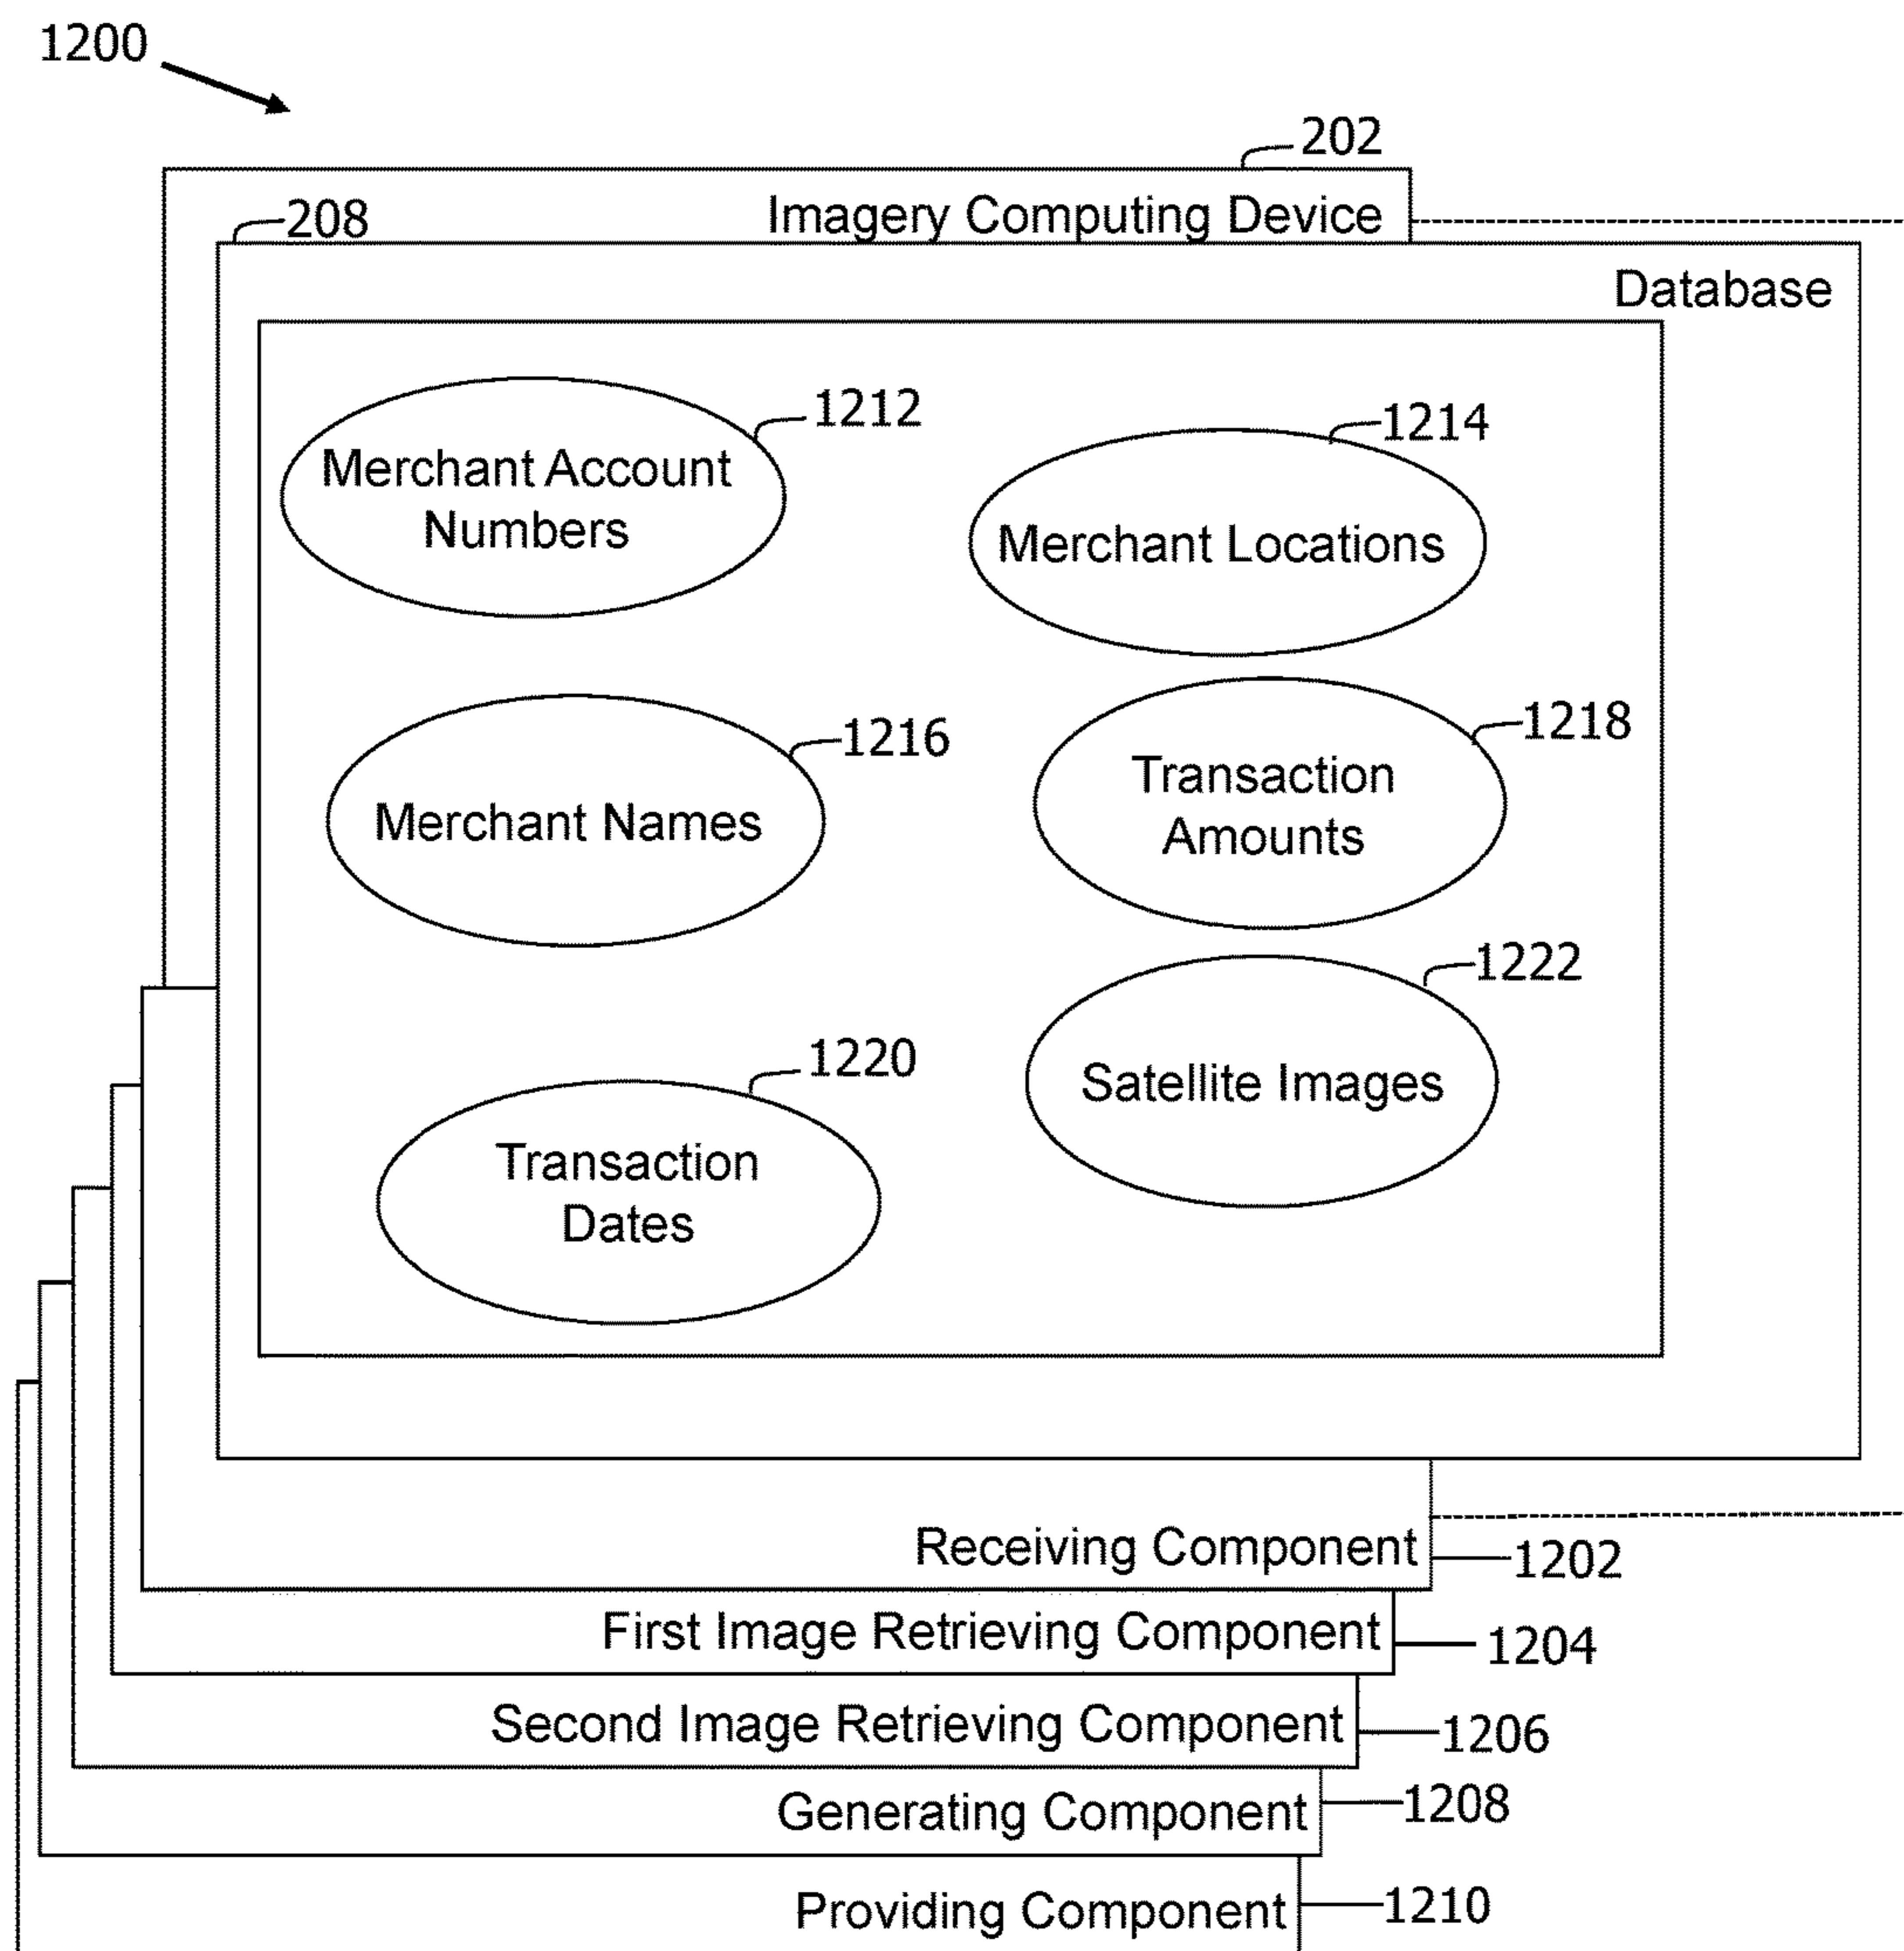 1200
202
Imagery Computing Device
208
Database
1212
Merchant Account
Numbers
1214
Merchant Locations
1216
Merchant Names
1218
Transaction
Amounts
1222
Satellite Images
1220
Transaction
Dates
Receiving Component
1202
First Image Retrieving Component
1204
Second Image Retrieving Component
1206
Generating Component
1208
Providing Component
1210